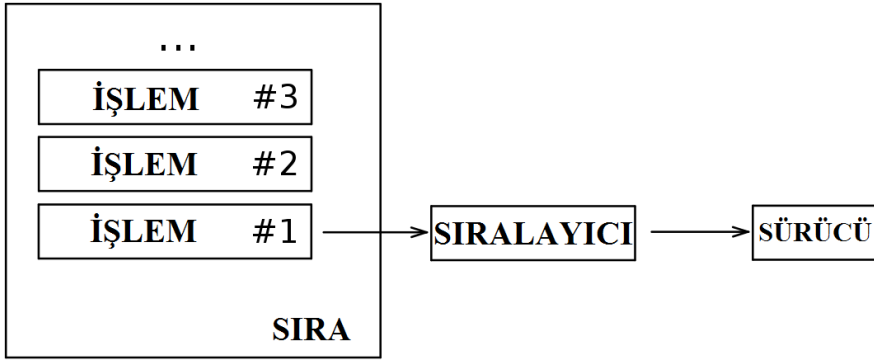 ...
İŞLEM #3
İŞLEM #2
İŞLEM #1
SIRA
SIRALAYICI
SÜRÜCÜ